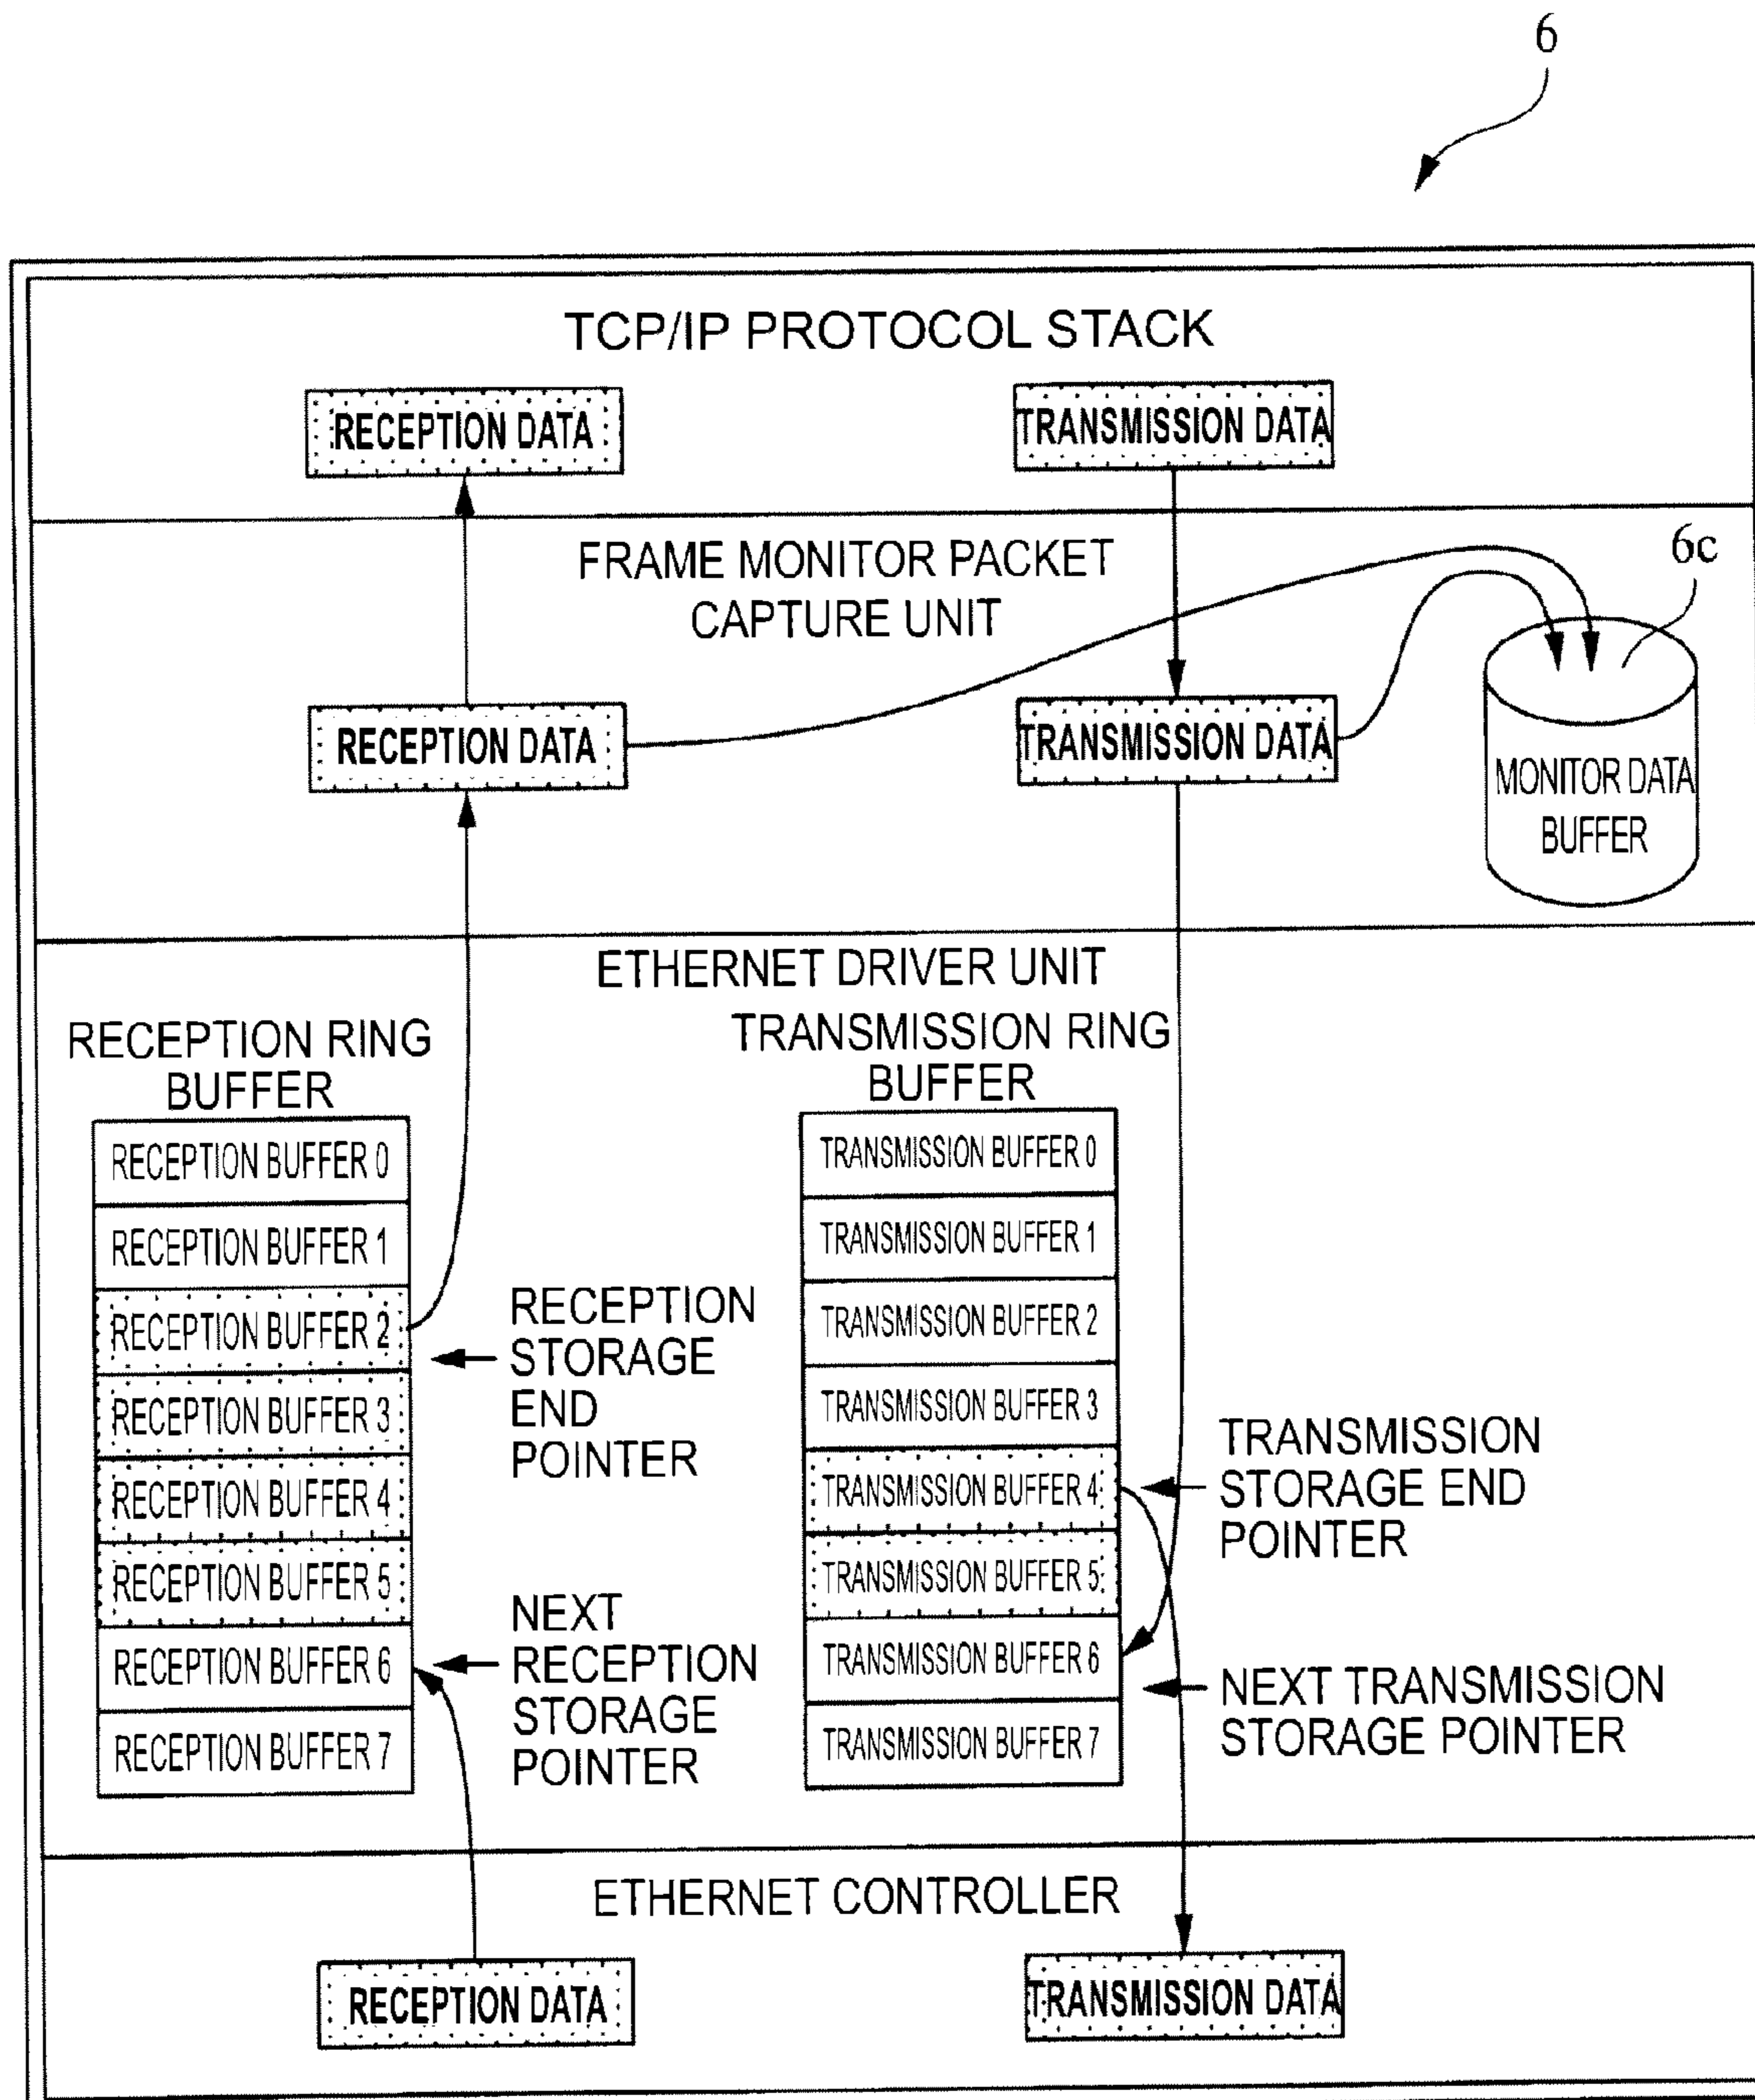 6
TCP/IP PROTOCOL STACK
RECEPTION DATA
TRANSMISSION DATA
FRAME MONITOR PACKET
CAPTURE UNIT
6c
RECEPTION DATA
TRANSMISSION DATA
MONITOR DATA
BUFFER
ETHERNET DRIVER UNIT
RECEPTION RING
BUFFER
RECEPTION BUFFER 0
RECEPTION BUFFER 1
RECEPTION BUFFER 2
RECEPTION BUFFER 3
RECEPTION BUFFER 4
RECEPTION BUFFER 5
RECEPTION BUFFER 6
RECEPTION BUFFER 7
RECEPTION
STORAGE
END
POINTER
NEXT
RECEPTION
STORAGE
POINTER
TRANSMISSION RING
BUFFER
TRANSMISSION BUFFER 0
TRANSMISSION BUFFER 1
TRANSMISSION BUFFER 2
TRANSMISSION BUFFER 3
TRANSMISSION BUFFER 4
TRANSMISSION BUFFER 5
TRANSMISSION BUFFER 6
TRANSMISSION BUFFER 7
TRANSMISSION
STORAGE END
POINTER
NEXT TRANSMISSION
STORAGE POINTER
ETHERNET CONTROLLER
RECEPTION DATA
TRANSMISSION DATA